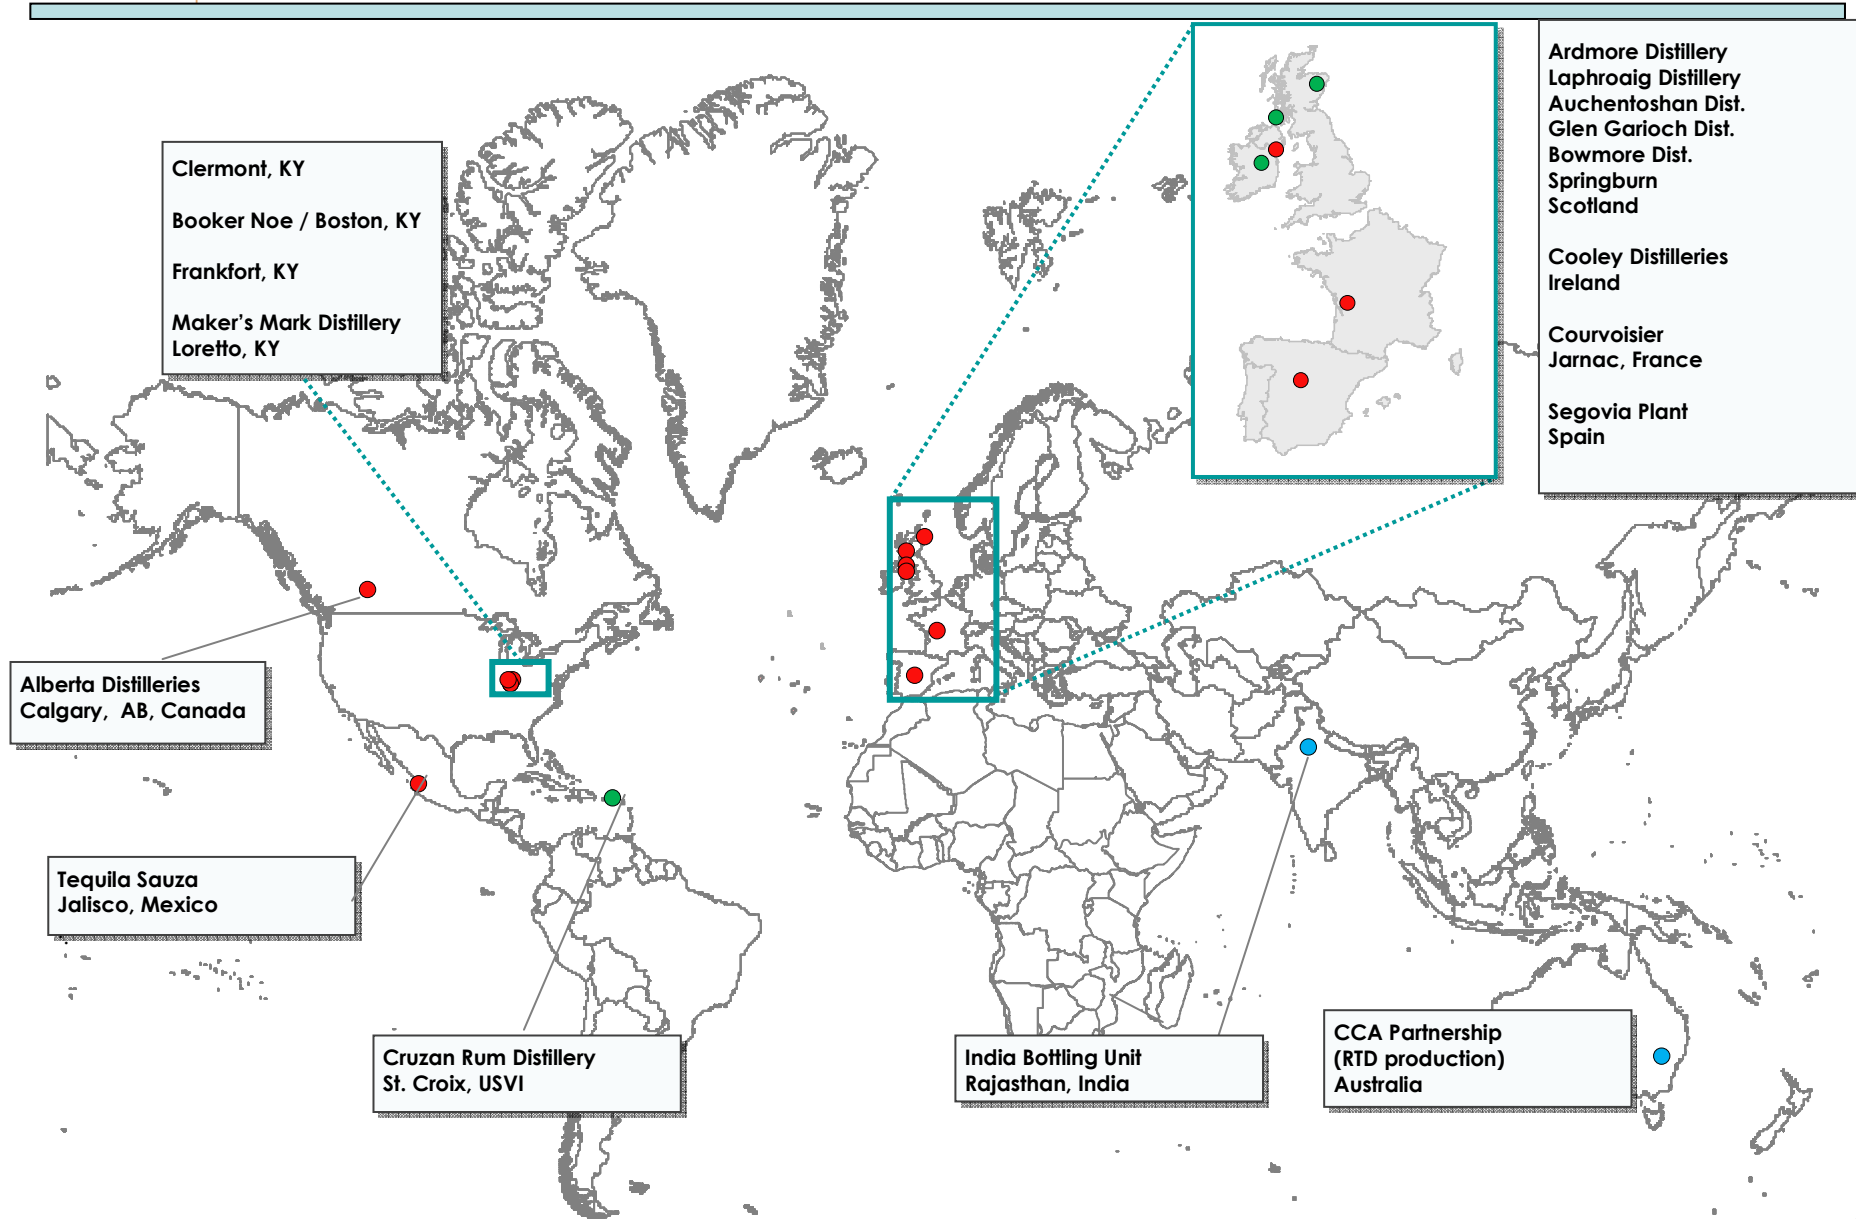 Clermont, KY
Booker Noe / Boston, KY
Frankfort, KY
Maker’s Mark Distillery
Loretto, KY
Ardmore Distillery
Laphroaig Distillery
Auchentoshan Dist.
Glen Garioch Dist.
Bowmore Dist.
Springburn
Scotland
Cooley Distilleries
Ireland
Courvoisier
Jarnac, France
Segovia Plant
Spain
Alberta Distilleries
Calgary, AB, Canada
Tequila Sauza
Jalisco, Mexico
Cruzan Rum Distillery
St. Croix, USVI
India Bottling Unit
Rajasthan, India
CCA Partnership
(RTD production)
Australia